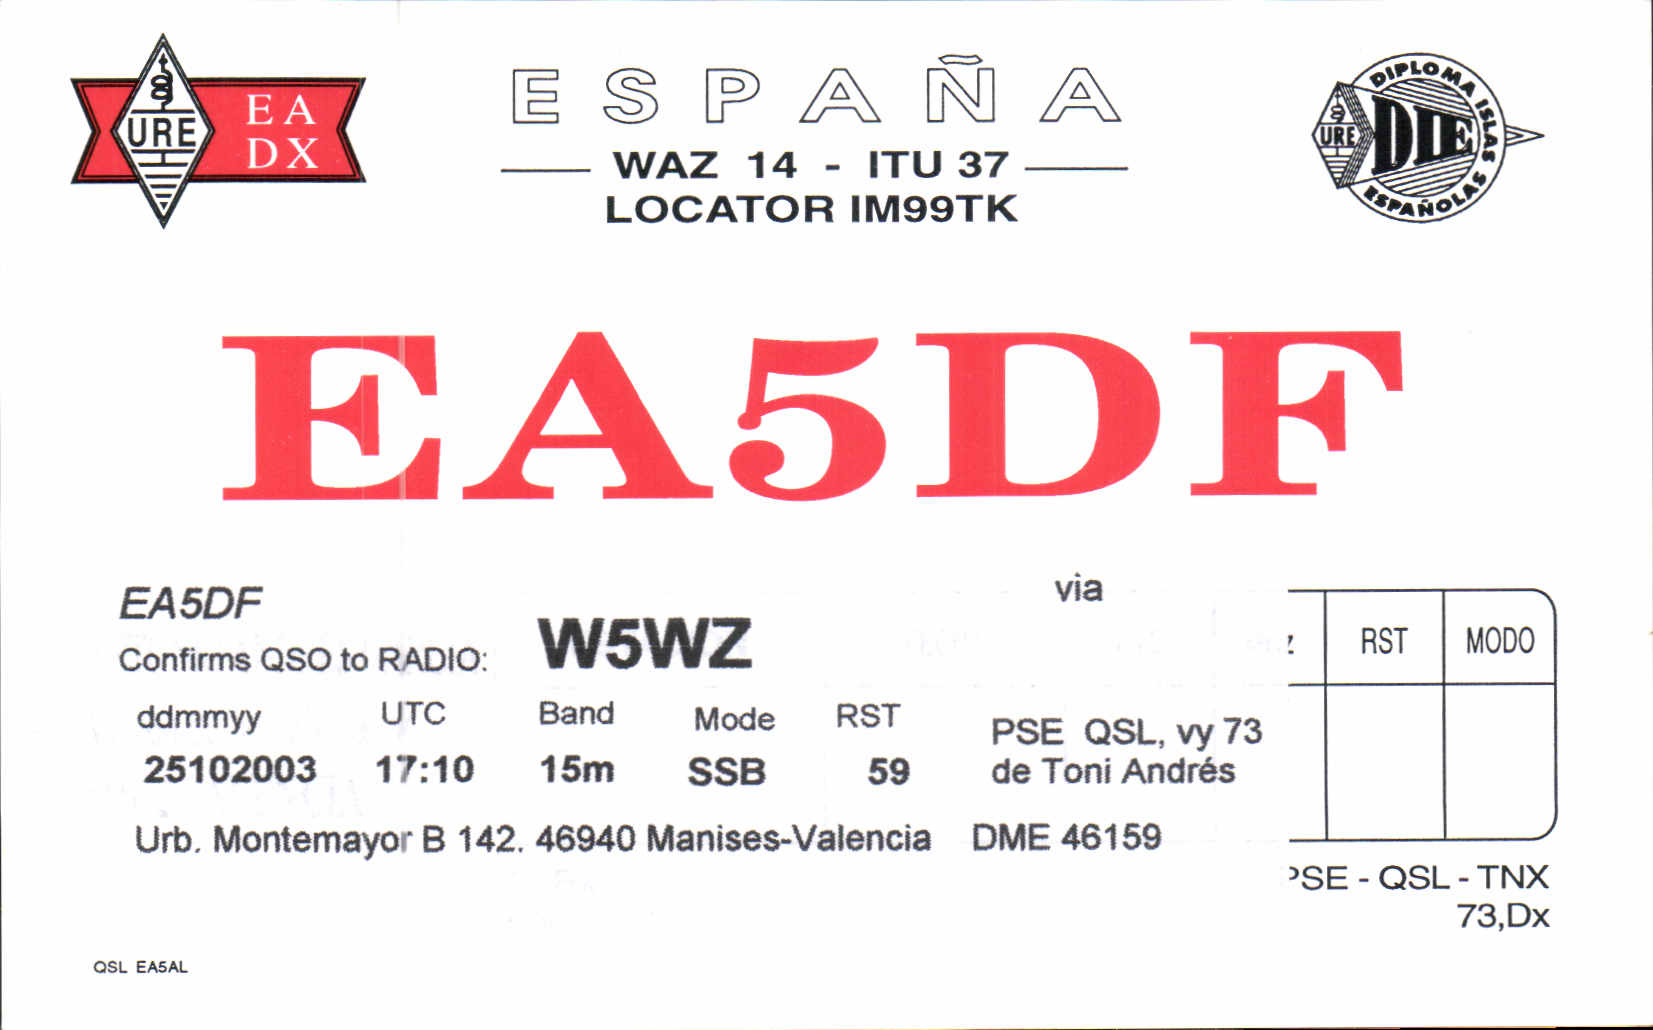 URE
EA
DX
ESPAÑA
WAZ 14 - ITU 37
LOCATOR IM99TK
DIPLOMA ISLAS ESPAÑOLAS
URE
DIE
EA5DF
EA5DF
via
Confirms QSO to RADIO: W5WZ
RST MODO
ddmmyy UTC Band Mode RST
25102003 17:10 15m SSB 59
PSE QSL, vy 73
de Toni Andrés
Urb. Montemayor B 142. 46940 Manises-Valencia DME 46159
PSE - QSL - TNX
73,Dx
QSL EA5AL